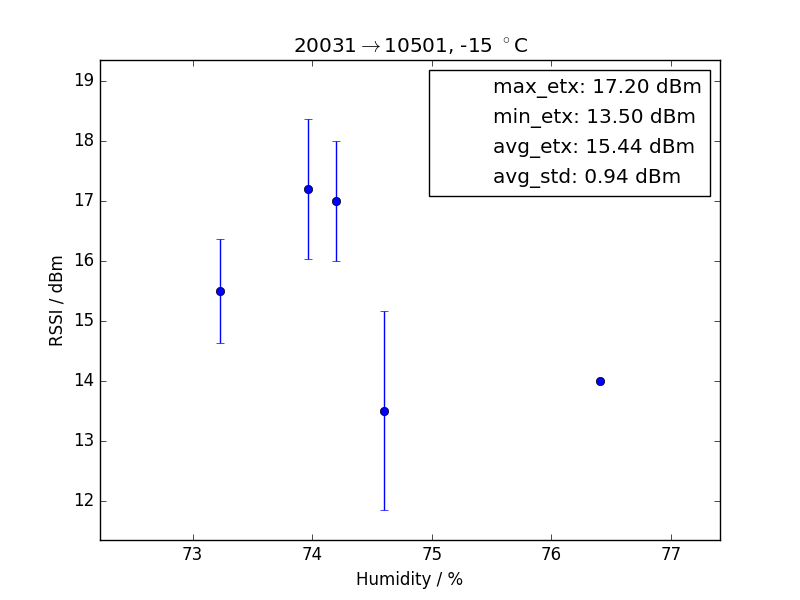 20031→10501, -15 °C
max_etx: 17.20 dBm
min_etx: 13.50 dBm
avg_etx: 15.44 dBm
avg_std: 0.94 dBm
RSSI / dBm
19
18
17
16
15
14
13
12
73 74 75 76 77
Humidity / %